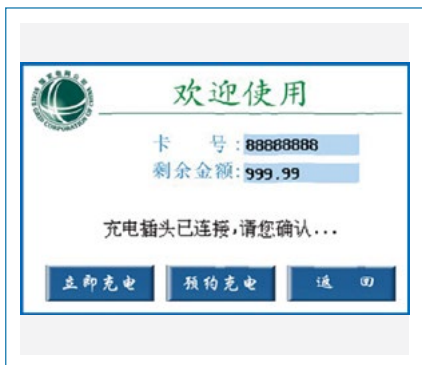 欢迎使用
卡 号:88888888
剩余金额:999.99
充电插头已连接,请您确认...
立即充电 预约充电 返 回